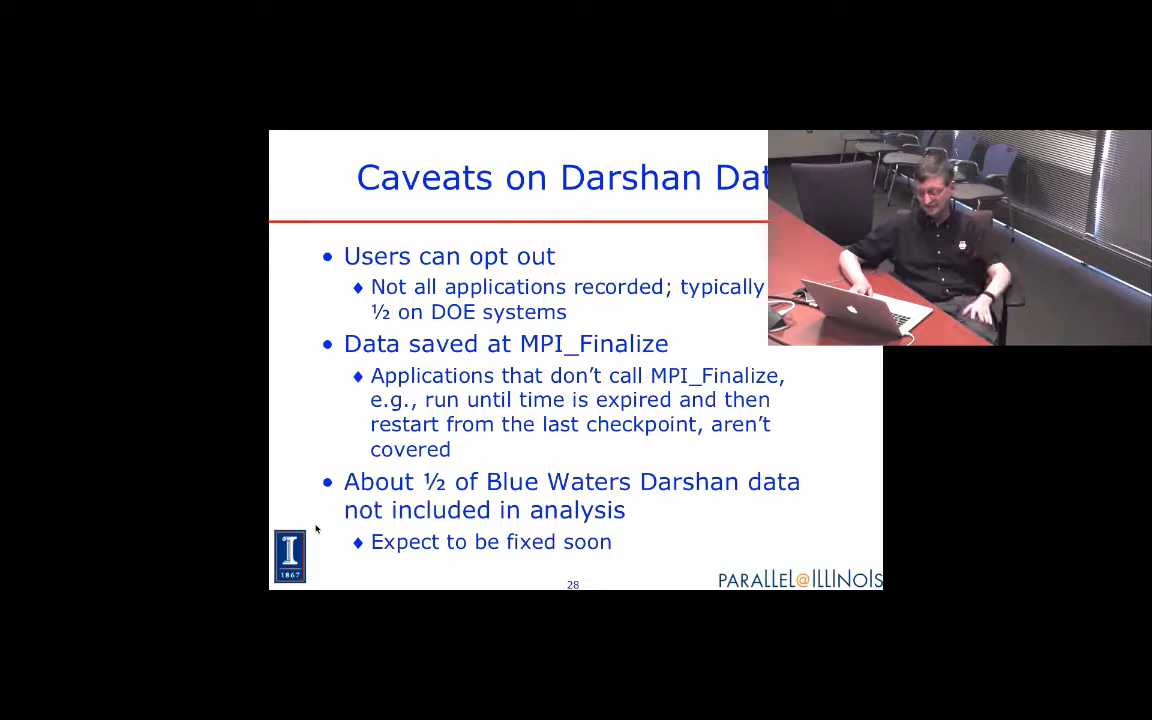 Caveats on Darshan Dat
• Users can opt out
♦ Not all applications recorded; typically
½ on DOE systems
• Data saved at MPI_Finalize
♦ Applications that don’t call MPI_Finalize,
e.g., run until time is expired and then
restart from the last checkpoint, aren’t
covered
• About ½ of Blue Waters Darshan data
not included in analysis
♦ Expect to be fixed soon
I
1867
28
PARALLEL@ILLINOIS